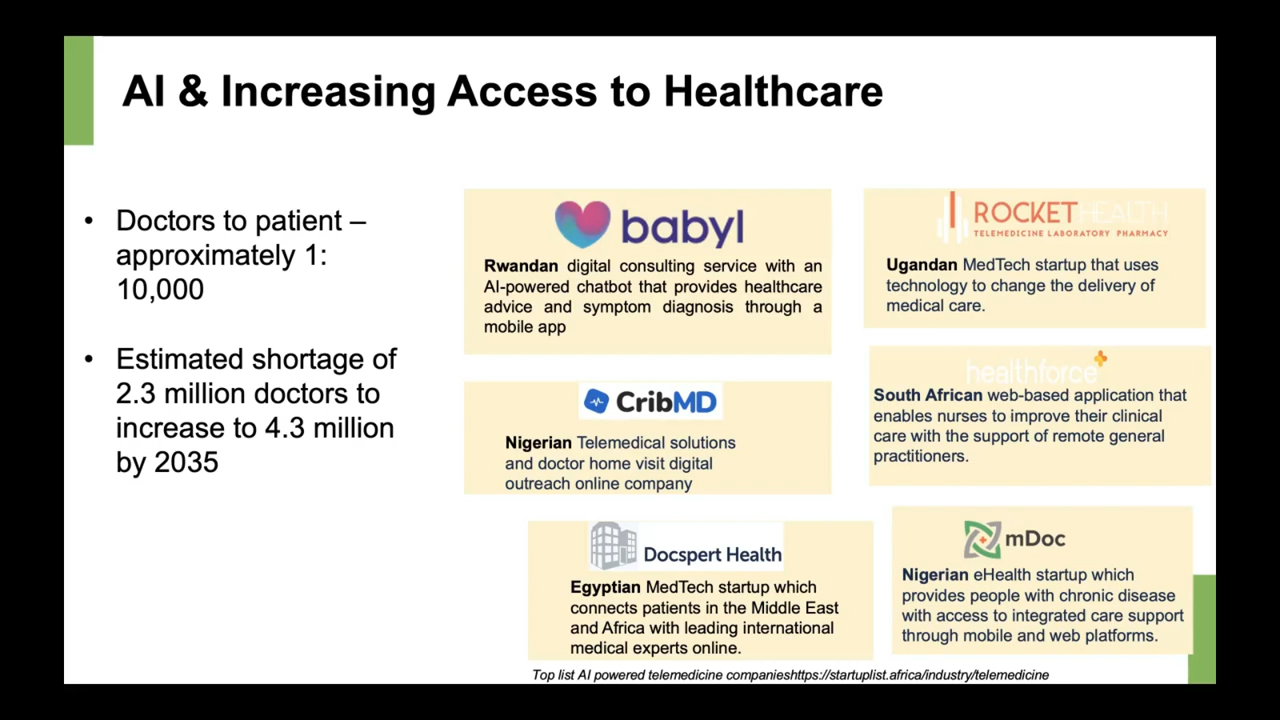 AI & Increasing Access to Healthcare
• Doctors to patient –
approximately 1:
10,000
• Estimated shortage of
2.3 million doctors to
increase to 4.3 million
by 2035
babyl
Rwandan digital consulting service with an
AI-powered chatbot that provides healthcare
advice and symptom diagnosis through a
mobile app
ROCKETHEALTH
TELEMEDICINE LABORATORY PHARMACY
Ugandan MedTech startup that uses
technology to change the delivery of
medical care.
CribMD
Nigerian Telemedical solutions
and doctor home visit digital
outreach online company
healthforce
South African web-based application that
enables nurses to improve their clinical
care with the support of remote general
practitioners.
Docspert Health
Egyptian MedTech startup which
connects patients in the Middle East
and Africa with leading international
medical experts online.
mDoc
Nigerian eHealth startup which
provides people with chronic disease
with access to integrated care support
through mobile and web platforms.
Top list AI powered telemedicine companieshttps://startuplist.africa/industry/telemedicine